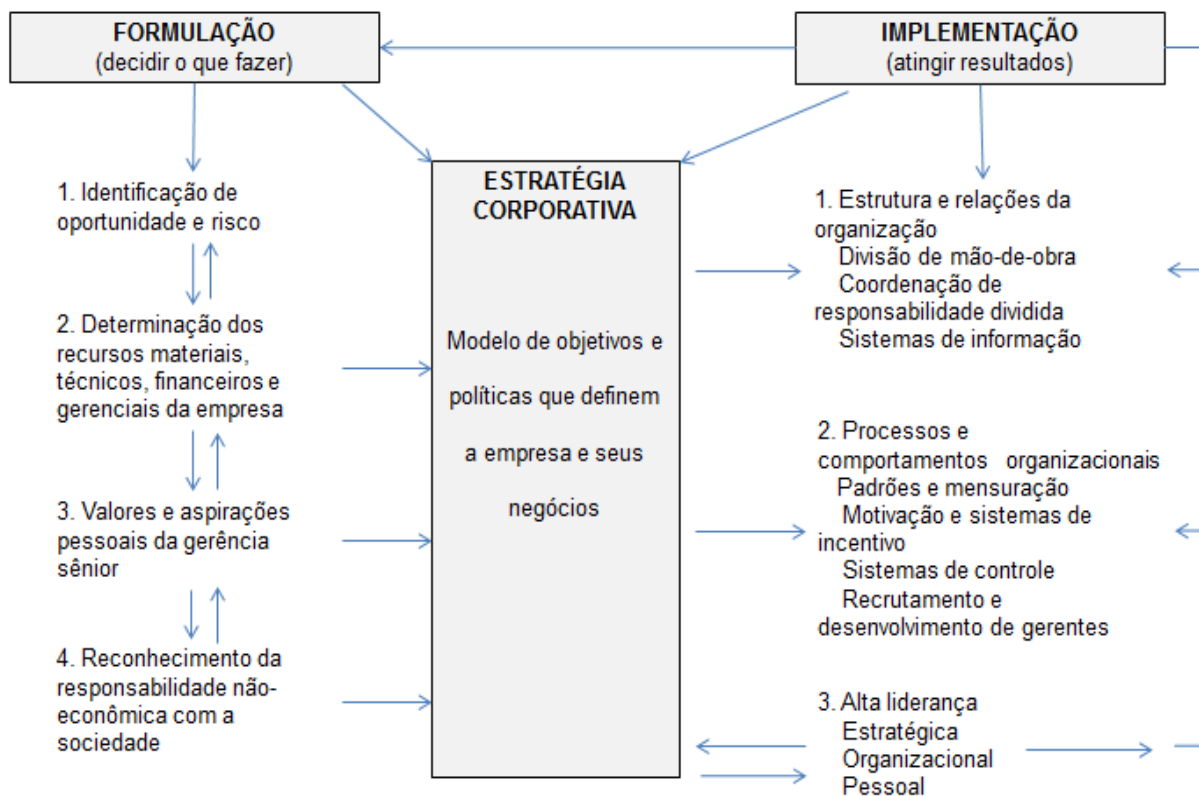 FORMULAÇÃO
(decidir o que fazer)
IMPLEMENTAÇÃO
(atingir resultados)
1. Identificação de
oportunidade e risco
2. Determinação dos
recursos materiais,
técnicos, financeiros e
gerenciais da empresa
3. Valores e aspirações
pessoais da gerência
sênior
4. Reconhecimento da
responsabilidade não-
econômica com a
sociedade
ESTRATÉGIA
CORPORATIVA
Modelo de objetivos e
políticas que definem
a empresa e seus
negócios
1. Estrutura e relações da
organização
Divisão de mão-de-obra
Coordenação de
responsabilidade dividida
Sistemas de informação
2. Processos e
comportamentos organizacionais
Padrões e mensuração
Motivação e sistemas de
incentivo
Sistemas de controle
Recrutamento e
desenvolvimento de gerentes
3. Alta liderança
Estratégica
Organizacional
Pessoal